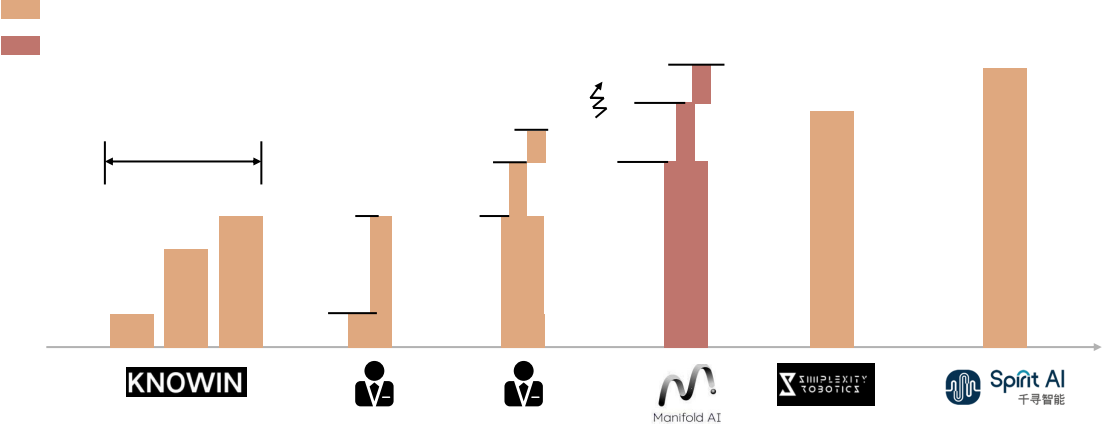 KNOWIN
Manifold AI
SIMPLEXITY
ROBOTICS
Spirit AI
千寻智能